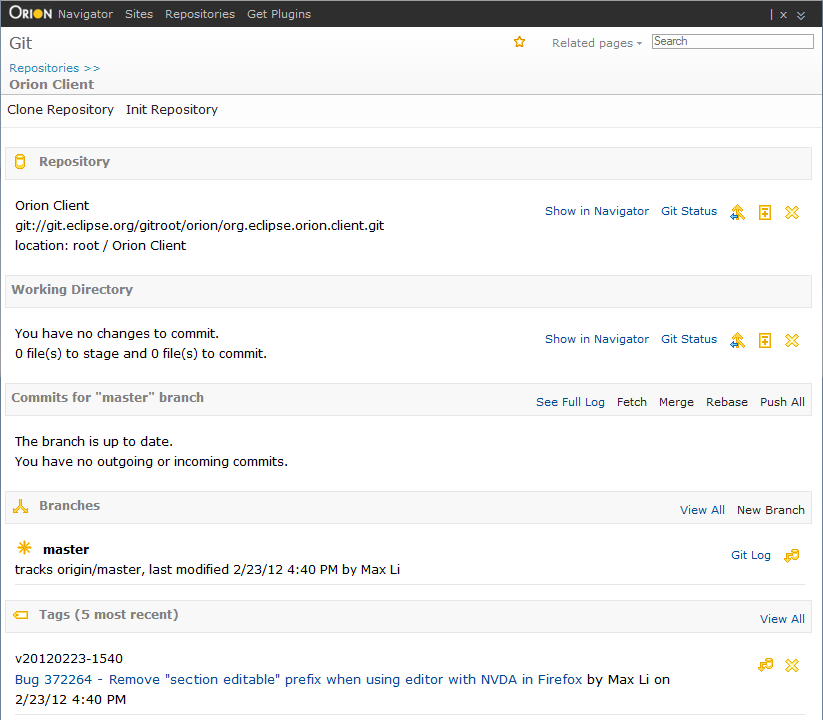 ORION Navigator Sites Repositories Get Plugins | x
Git Related pages Search
Repositories >>
Orion Client
Clone Repository Init Repository
Repository
Orion Client
git://git.eclipse.org/gitroot/orion/org.eclipse.orion.client.git
location: root / Orion Client
Show in Navigator Git Status
Working Directory
You have no changes to commit.
0 file(s) to stage and 0 file(s) to commit.
Show in Navigator Git Status
Commits for "master" branch See Full Log Fetch Merge Rebase Push All
The branch is up to date.
You have no outgoing or incoming commits.
Branches View All New Branch
master
tracks origin/master, last modified 2/23/12 4:40 PM by Max Li
Git Log
Tags (5 most recent) View All
v20120223-1540
Bug 372264 - Remove "section editable" prefix when using editor with NVDA in Firefox by Max Li on
2/23/12 4:40 PM